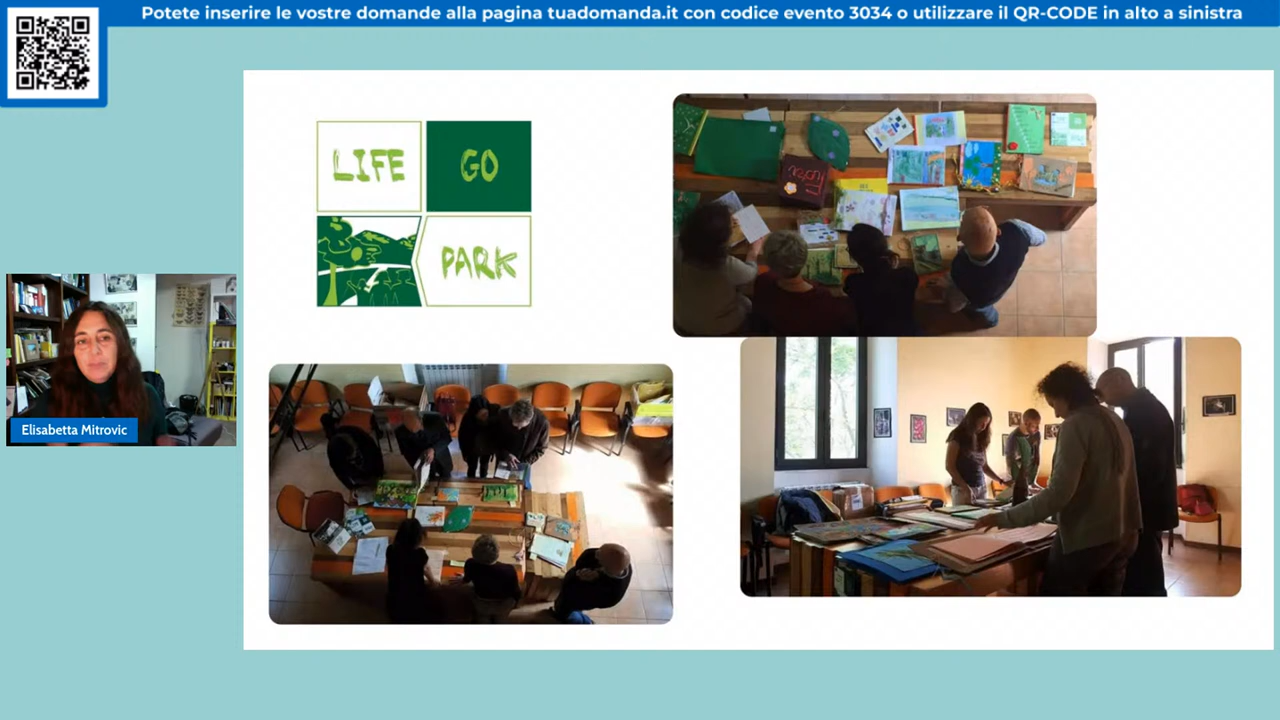 Potete inserire le vostre domande alla pagina tuadomanda.it con codice evento 3034 o utilizzare il QR-CODE in alto a sinistra
LIFE
GO
PARK
Elisabetta Mitrovic